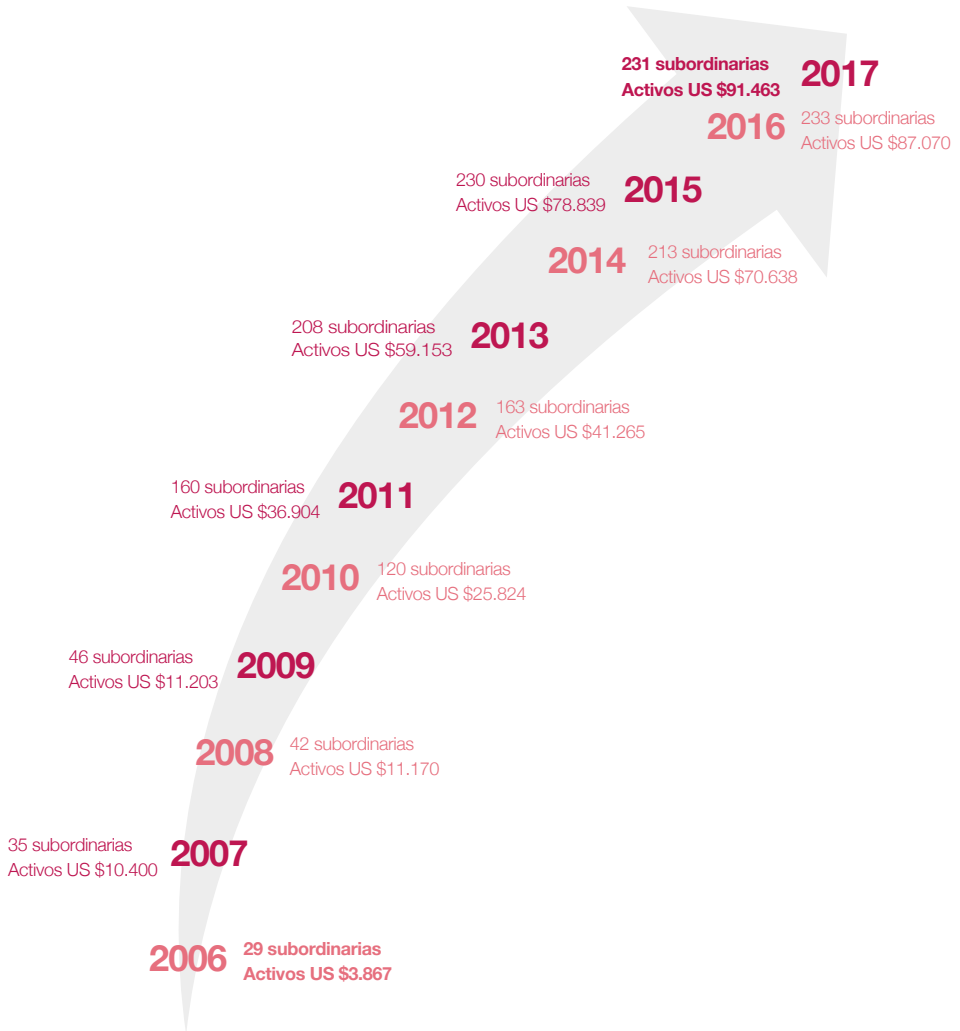 231 subordinarias
Activos US $91.463
2017
2016
233 subordinarias
Activos US $87.070
230 subordinarias
Activos US $78.839
2015
2014
213 subordinarias
Activos US $70.638
208 subordinarias
Activos US $59.153
2013
2012
163 subordinarias
Activos US $41.265
160 subordinarias
Activos US $36.904
2011
2010
120 subordinarias
Activos US $25.824
46 subordinarias
Activos US $11.203
2009
2008
42 subordinarias
Activos US $11.170
35 subordinarias
Activos US $10.400
2007
2006
29 subordinarias
Activos US $3.867